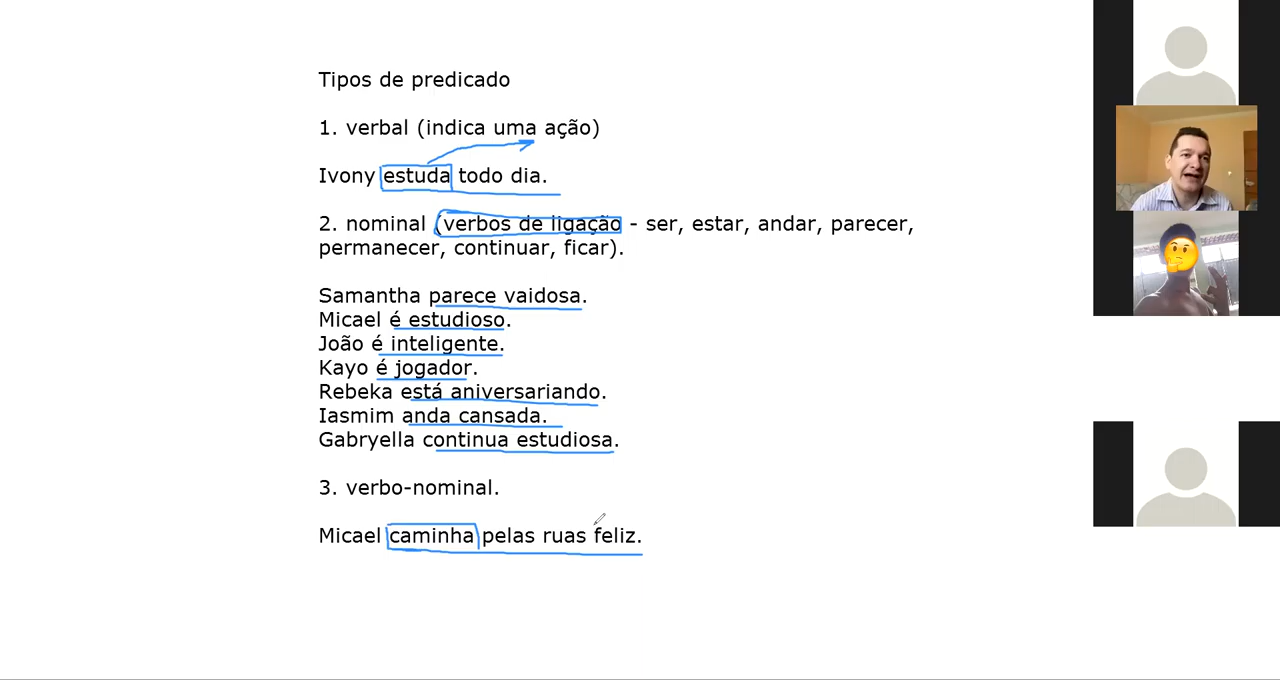 Tipos de predicado
1. verbal (indica uma ação)
Ivony estuda todo dia.
2. nominal (verbos de ligação - ser, estar, andar, parecer,
permanecer, continuar, ficar).
Samantha parece vaidosa.
Micael é estudioso.
João é inteligente.
Kayo é jogador.
Rebeka está aniversariando.
Iasmim anda cansada.
Gabryella continua estudiosa.
3. verbo-nominal.
Micael caminha pelas ruas feliz.